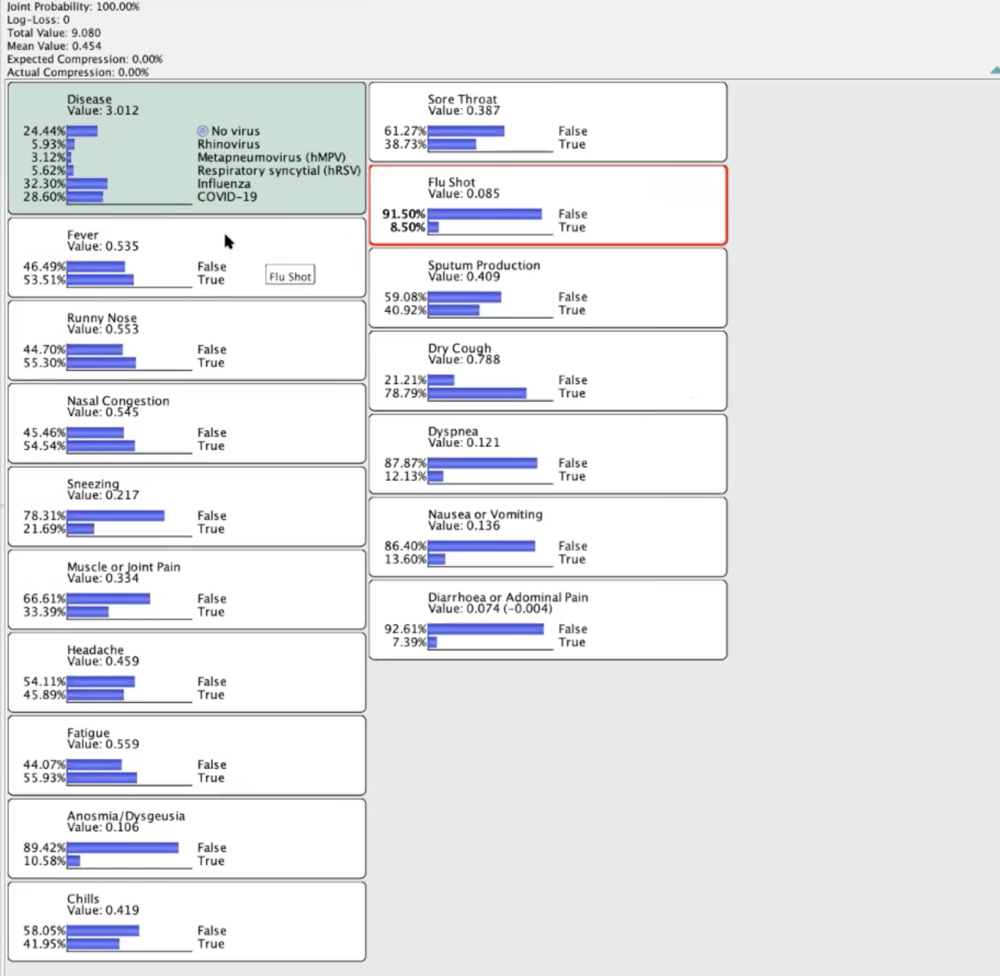 Joint Probability: 100.00%
Log-Loss: 0
Total Value: 9.080
Mean Value: 0.454
Expected Compression: 0.00%
Actual Compression: 0.00%
Disease
Value: 3.012
24.44% No virus
5.93% Rhinovirus
3.12% Metapneumovirus (hMPV)
5.62% Respiratory syncytial (hRSV)
32.30% Influenza
28.60% COVID-19
Fever
Value: 0.535
46.49% False
53.51% True
Flu Shot
Runny Nose
Value: 0.553
44.70% False
55.30% True
Nasal Congestion
Value: 0.545
45.46% False
54.54% True
Sneezing
Value: 0.217
78.31% False
21.69% True
Muscle or Joint Pain
Value: 0.334
66.61% False
33.39% True
Headache
Value: 0.459
54.11% False
45.89% True
Fatigue
Value: 0.559
44.07% False
55.93% True
Anosmia/Dysgeusia
Value: 0.106
89.42% False
10.58% True
Chills
Value: 0.419
58.05% False
41.95% True
Sore Throat
Value: 0.387
61.27% False
38.73% True
Flu Shot
Value: 0.085
91.50% False
8.50% True
Sputum Production
Value: 0.409
59.08% False
40.92% True
Dry Cough
Value: 0.788
21.21% False
78.79% True
Dyspnea
Value: 0.121
87.87% False
12.13% True
Nausea or Vomiting
Value: 0.136
86.40% False
13.60% True
Diarrhoea or Adominal Pain
Value: 0.074 (-0.004)
92.61% False
7.39% True